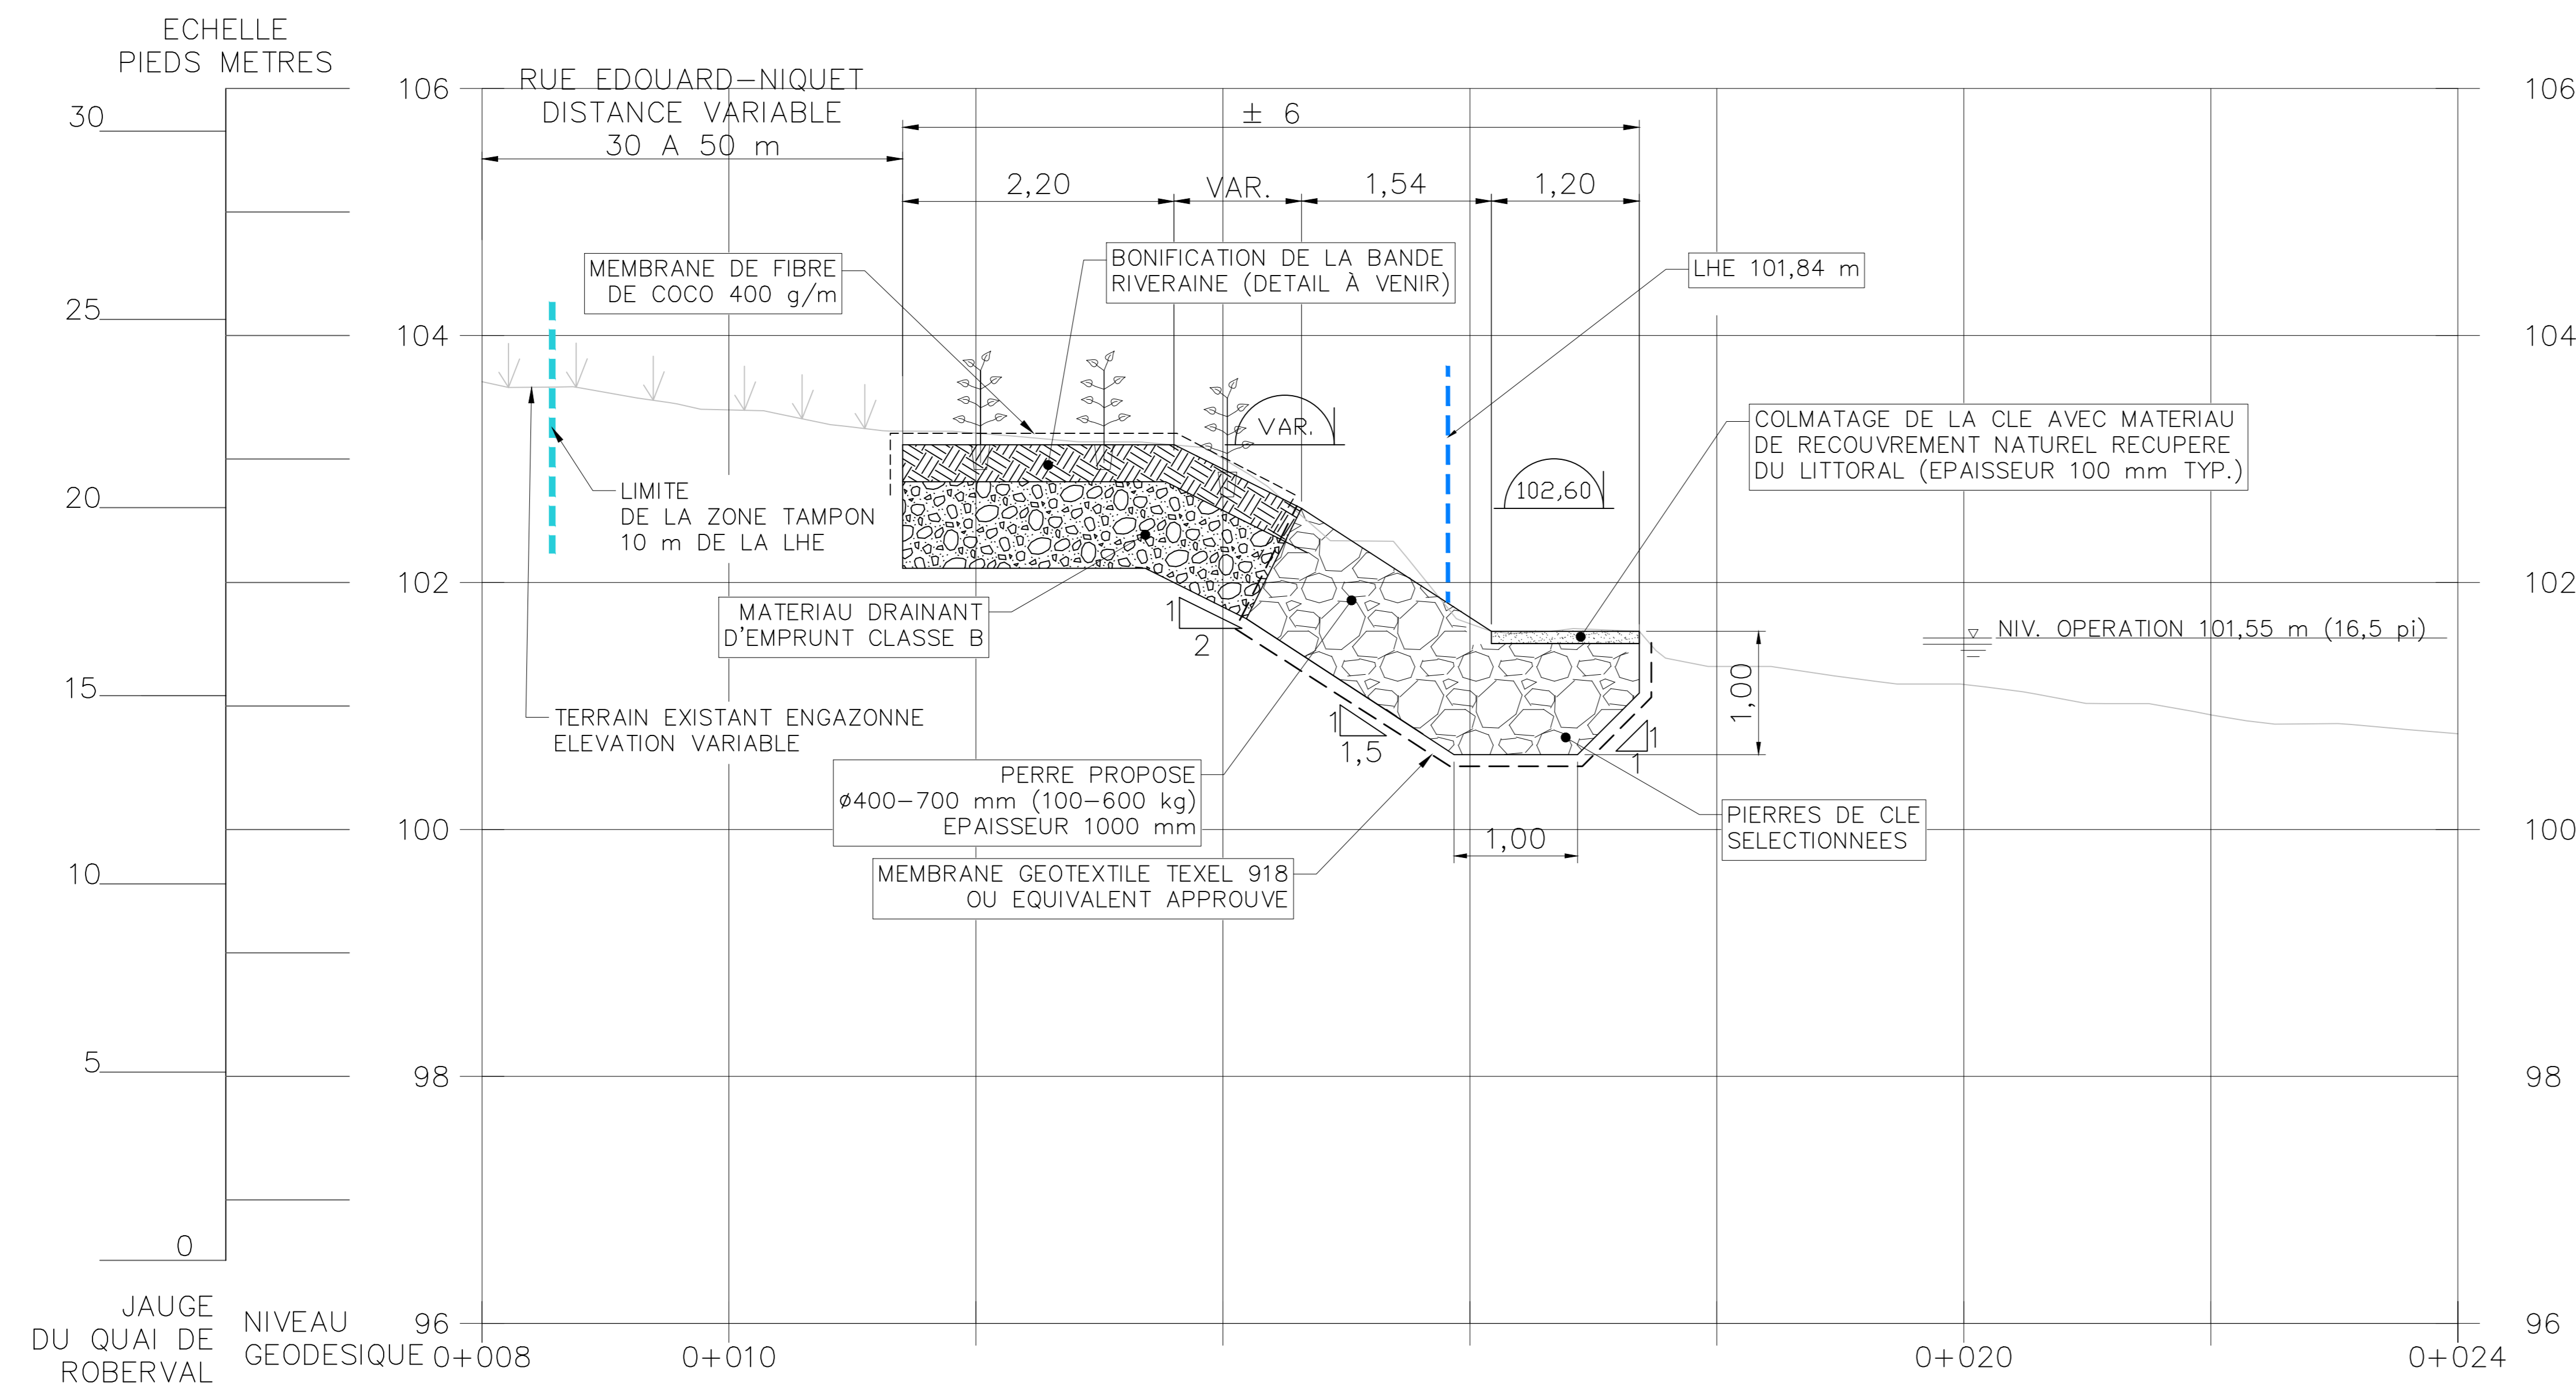 ECHELLE
PIEDS METRES
30
25
20
15
10
5
0
JAUGE
DU QUAI DE
ROBERVAL
NIVEAU
GEODESIQUE
106
104
102
100
98
96
RUE EDOUARD-NIQUET
DISTANCE VARIABLE
30 A 50 m
± 6
2,20
VAR.
1,54
1,20
MEMBRANE DE FIBRE
DE COCO 400 g/m
BONIFICATION DE LA BANDE
RIVERAINE (DETAIL À VENIR)
LHE 101,84 m
VAR.
102,60
COLMATAGE DE LA CLE AVEC MATERIAU
DE RECOUVREMENT NATUREL RECUPERE
DU LITTORAL (EPAISSEUR 100 mm TYP.)
LIMITE
DE LA ZONE TAMPON
10 m DE LA LHE
MATERIAU DRAINANT
D'EMPRUNT CLASSE B
1
2
NIV. OPERATION 101,55 m (16,5 pi)
TERRAIN EXISTANT ENGAZONNE
ELEVATION VARIABLE
1
1,5
1
1
1,00
PERRE PROPOSE
ø400-700 mm (100-600 kg)
EPAISSEUR 1000 mm
PIERRES DE CLE
SELECTIONNEES
1,00
MEMBRANE GEOTEXTILE TEXEL 918
OU EQUIVALENT APPROUVE
106
104
102
100
98
96
0+008
0+010
0+020
0+024